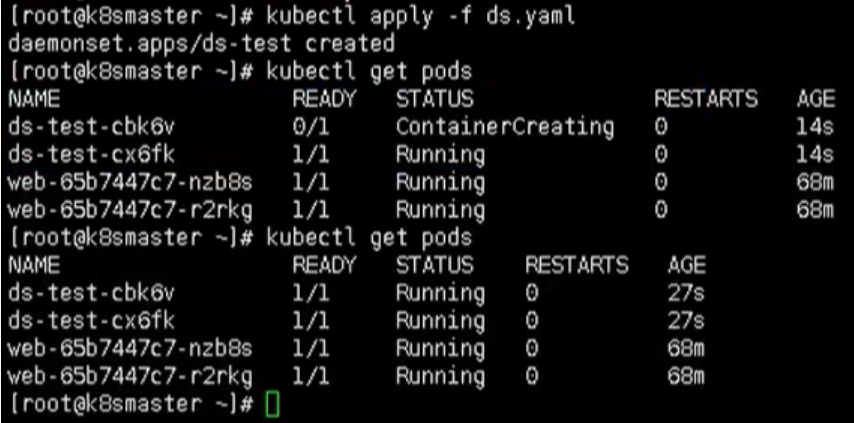 [root@k8smaster ~]# kubectl apply -f ds.yaml
daemonset.apps/ds-test created
[root@k8smaster ~]# kubectl get pods
NAME                   READY   STATUS              RESTARTS   AGE
ds-test-cbk6v          0/1     ContainerCreating   0          14s
ds-test-cx6fk          1/1     Running             0          14s
web-65b7447c7-nzb8s    1/1     Running             0          68m
web-65b7447c7-r2rkg    1/1     Running             0          68m
[root@k8smaster ~]# kubectl get pods
NAME                   READY   STATUS    RESTARTS   AGE
ds-test-cbk6v          1/1     Running   0          27s
ds-test-cx6fk          1/1     Running   0          27s
web-65b7447c7-nzb8s    1/1     Running   0          68m
web-65b7447c7-r2rkg    1/1     Running   0          68m
[root@k8smaster ~]#